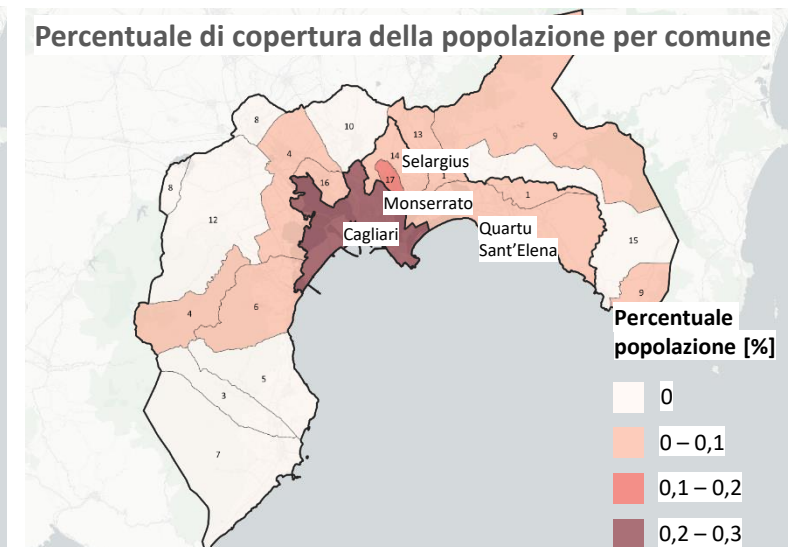 Percentuale di copertura della popolazione per comune
8
10
13
9
4
14
Selargius
8
16
17
1
1
Monserrato
12
Cagliari
Quartu
Sant’Elena
15
9
4
6
Percentuale
popolazione [%]
5
3
0
7
0 – 0,1
0,1 – 0,2
0,2 – 0,3